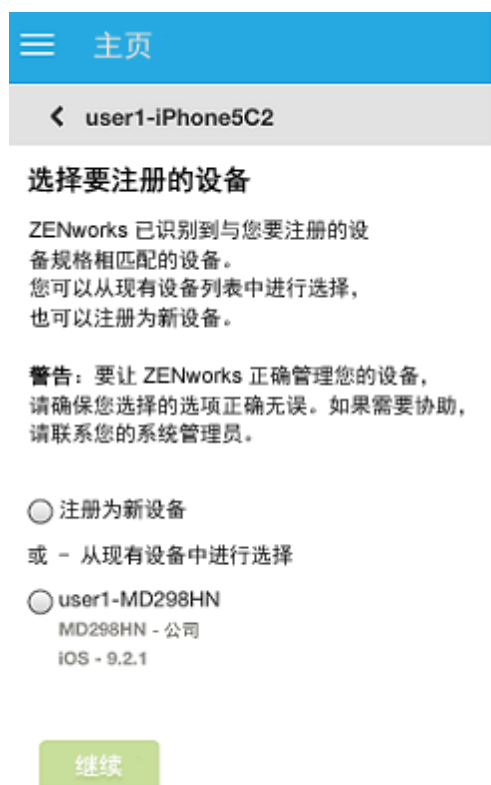 主页
user1-iPhone5C2
选择要注册的设备
ZENworks 已识别到与您要注册的设
备规格相匹配的设备。
您可以从现有设备列表中进行选择，
也可以注册为新设备。
警告：要让 ZENworks 正确管理您的设备，
请确保您选择的选项正确无误。如果需要协助，
请联系您的系统管理员。
注册为新设备
或 - 从现有设备中进行选择
user1-MD298HN
MD298HN - 公司
iOS - 9.2.1
继续